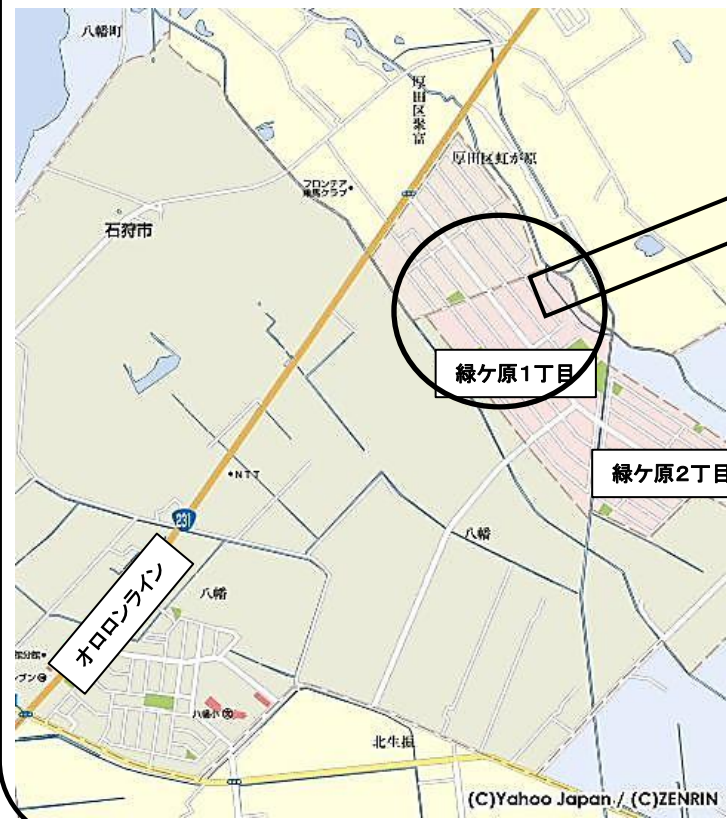 八幡町
厚田区聚富
厚田区虹が原
フロンチア
乗馬クラブ
石狩市
緑ケ原1丁目
緑ケ原2丁目
NTT
231
八幡
オロロンライン
八幡
八幡小
北生振
(C)Yahoo Japan / (C)ZENRIN